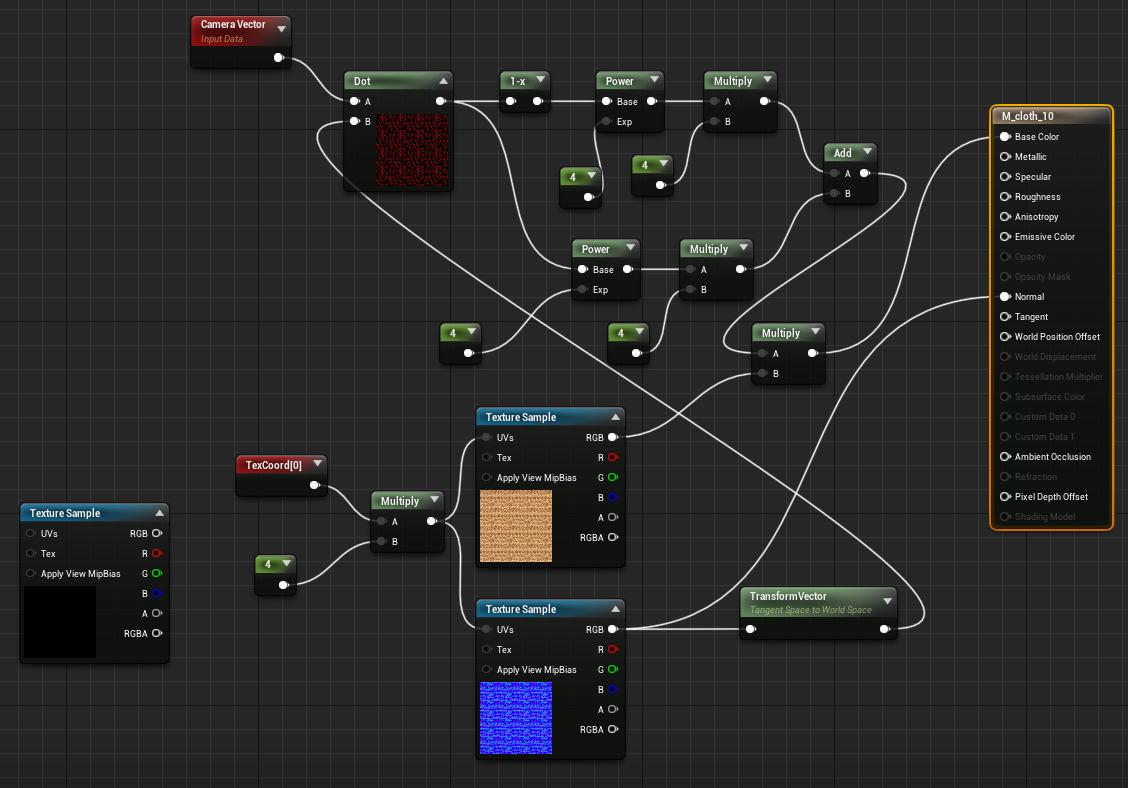 Camera Vector
Input Data
Dot
A
B
1-x
Power
Base
Exp
Multiply
A
B
4
4
Add
A
B
Power
Base
Exp
Multiply
A
B
4
4
Multiply
A
B
Texture Sample
UVs RGB
Tex R
Apply View MipBias G
B
A
RGBA
TexCoord[0]
Multiply
A
B
4
Texture Sample
UVs RGB
Tex R
Apply View MipBias G
B
A
RGBA
Texture Sample
UVs RGB
Tex R
Apply View MipBias G
B
A
RGBA
TransformVector
Tangent Space to World Space
M_cloth_10
Base Color
Metallic
Specular
Roughness
Anisotropy
Emissive Color
Opacity
Opacity Mask
Normal
Tangent
World Position Offset
World Displacement
Tessellation Multiplier
Subsurface Color
Custom Data 0
Custom Data 1
Ambient Occlusion
Refraction
Pixel Depth Offset
Shading Model